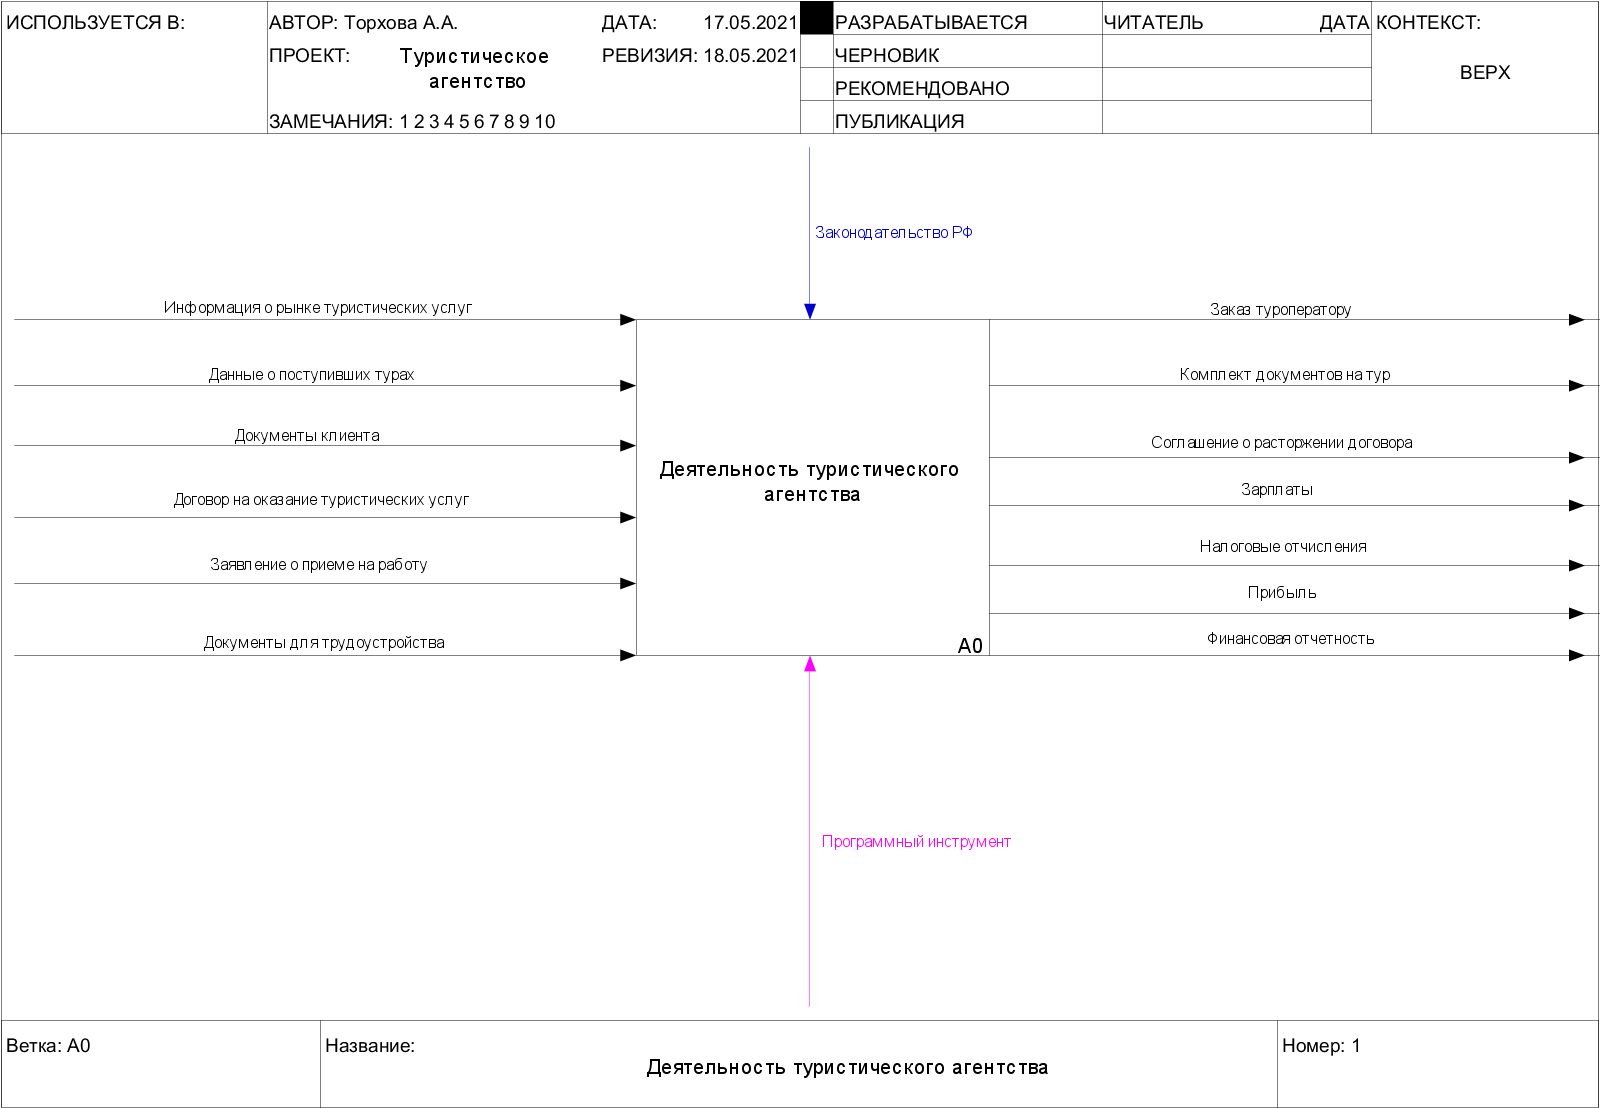 ИСПОЛЬЗУЕТСЯ В:
АВТОР: Торхова А.А.
ДАТА: 17.05.2021
ПРОЕКТ: Туристическое
агентство
РЕВИЗИЯ: 18.05.2021
ЗАМЕЧАНИЯ: 1 2 3 4 5 6 7 8 9 10
РАЗРАБАТЫВАЕТСЯ
ЧЕРНОВИК
РЕКОМЕНДОВАНО
ПУБЛИКАЦИЯ
ЧИТАТЕЛЬ ДАТА
КОНТЕКСТ:
ВЕРХ
Законодательство РФ
Информация о рынке туристических услуг
Данные о поступивших турах
Документы клиента
Договор на оказание туристических услуг
Заявление о приеме на работу
Документы для трудоустройства
Деятельность туристического
агентства
A0
Заказ туроператору
Комплект документов на тур
Соглашение о расторжении договора
Зарплаты
Налоговые отчисления
Прибыль
Финансовая отчетность
Программный инструмент
Ветка: A0
Название:
Деятельность туристического агентства
Номер: 1